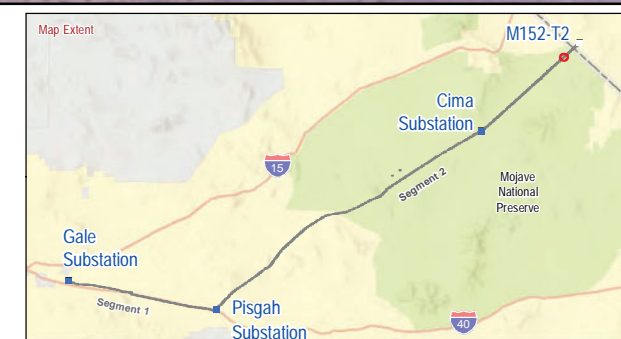 Map Extent
M152-T2
Cima
Substation
15
Segment 2
Mojave
National
Preserve
Gale
Substation
Segment 1
Pisgah
Substation
40